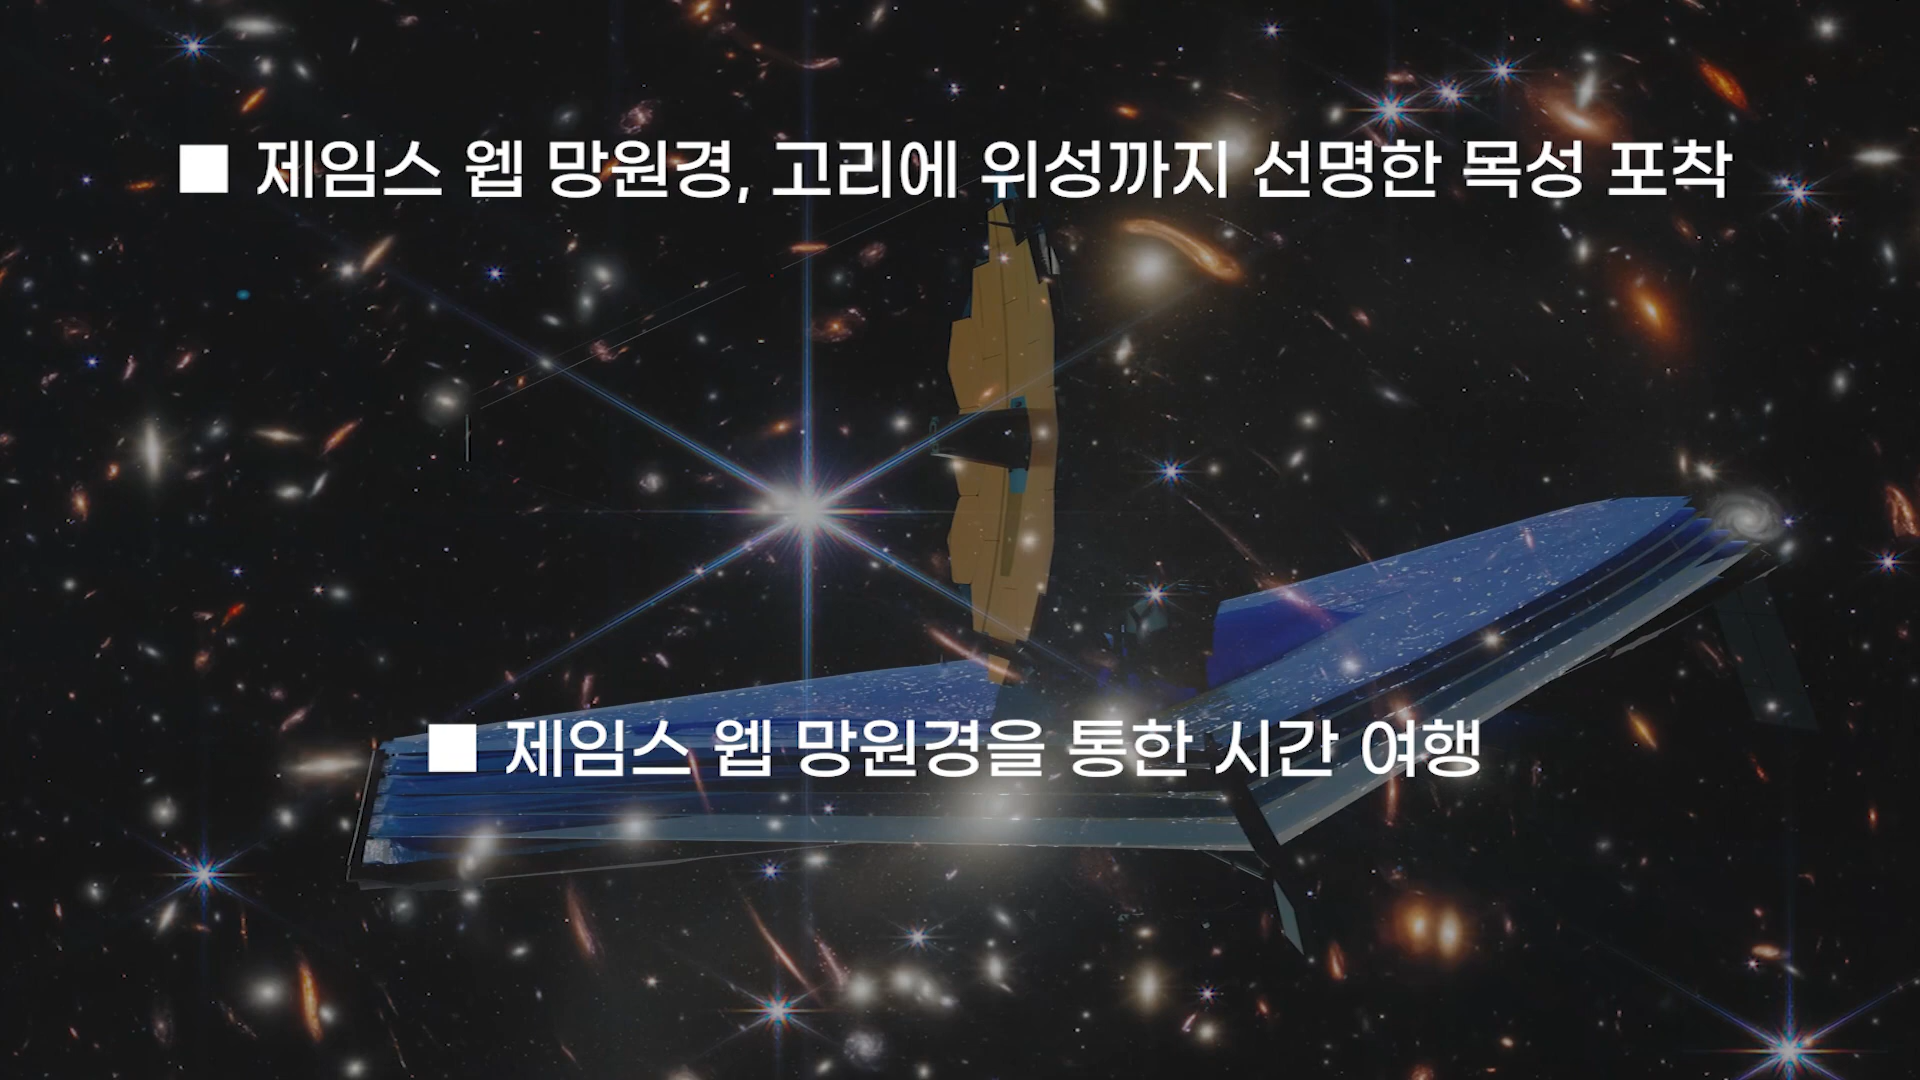 ■ 제임스 웹 망원경, 고리에 위성까지 선명한 목성 포착
■ 제임스 웹 망원경을 통한 시간 여행